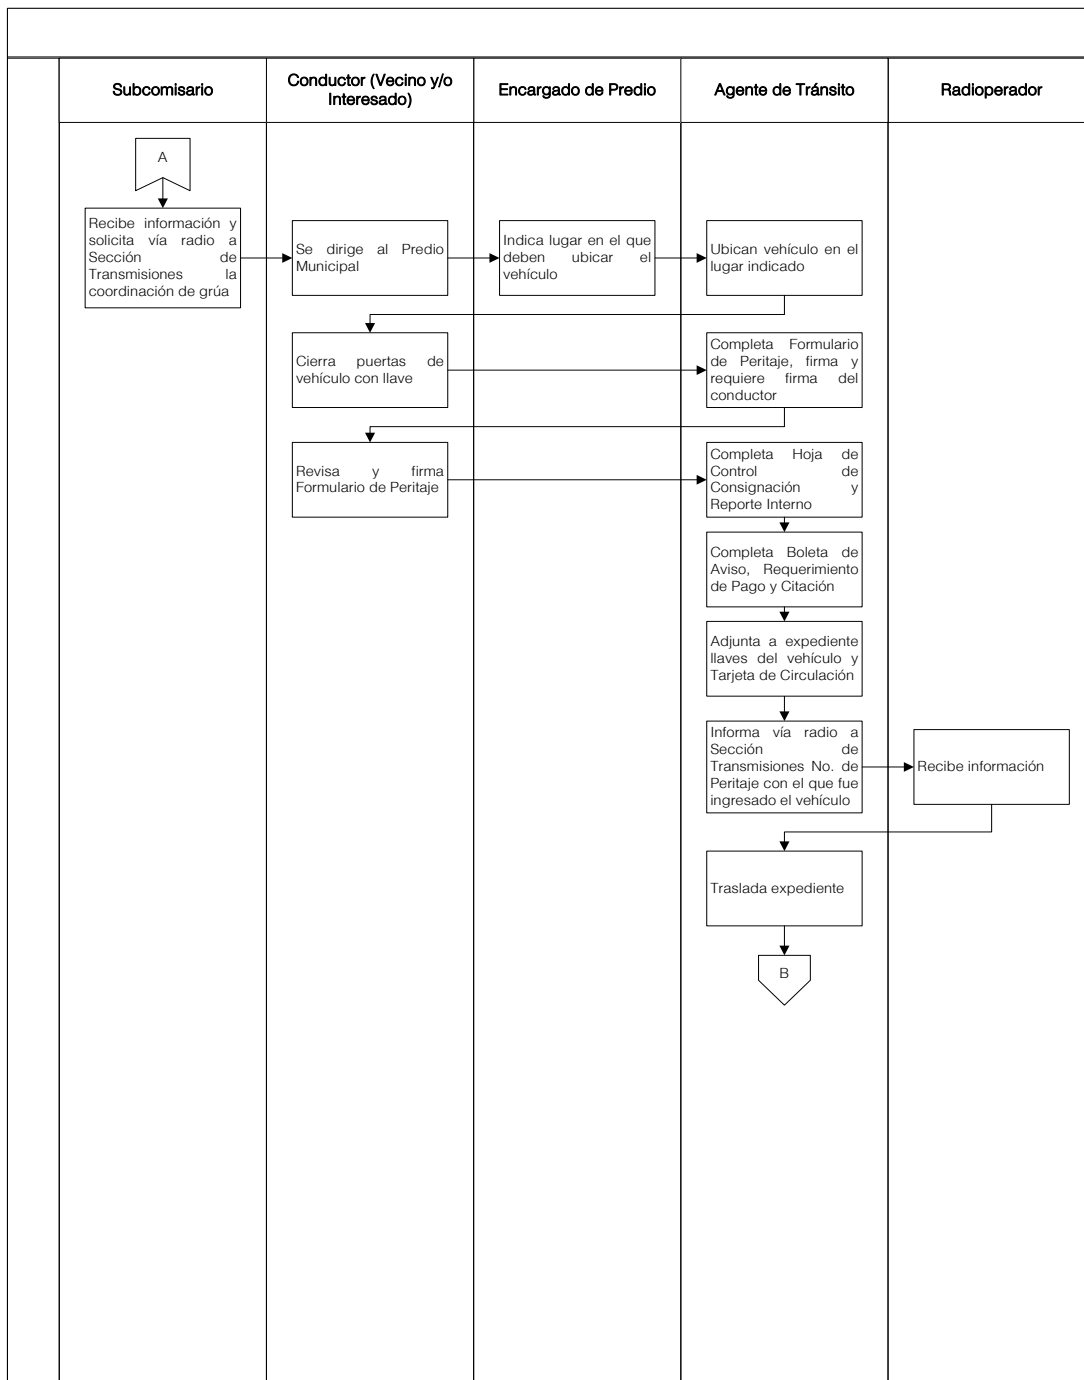 Subcomisario
Conductor (Vecino y/o
Interesado)
Encargado de Predio
Agente de Tránsito
Radioperador
A
Recibe información y
solicita vía radio a
Sección de
Transmisiones la
coordinación de grúa
Se dirige al Predio
Municipal
Indica lugar en el que
deben ubicar el
vehículo
Ubican vehículo en el
lugar indicado
Cierra puertas de
vehículo con llave
Completa Formulario
de Peritaje, firma y
requiere firma del
conductor
Revisa y firma
Formulario de Peritaje
Completa Hoja de
Control de
Consignación y
Reporte Interno
Completa Boleta de
Aviso, Requerimiento
de Pago y Citación
Adjunta a expediente
llaves del vehículo y
Tarjeta de Circulación
Informa vía radio a
Sección de
Transmisiones No. de
Peritaje con el que fue
ingresado el vehículo
Recibe información
Traslada expediente
B